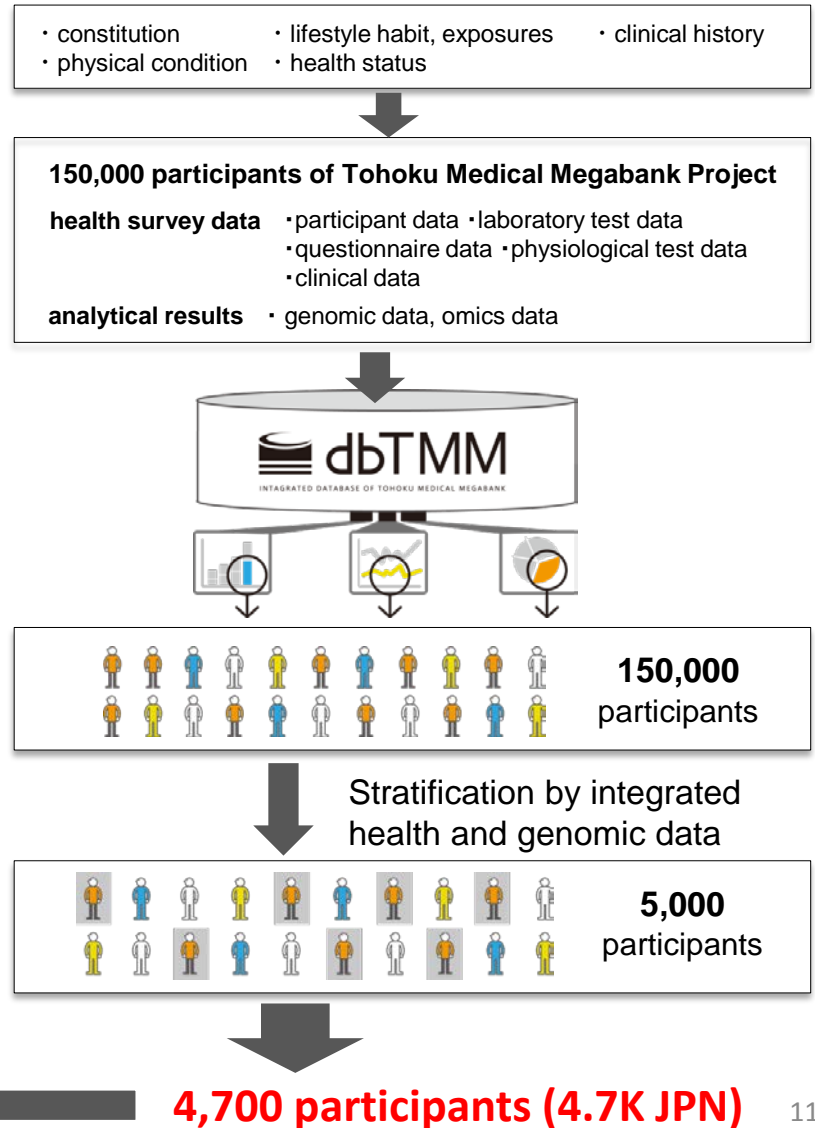 ・constitution ・lifestyle habit, exposures ・clinical history
・physical condition ・health status
150,000 participants of Tohoku Medical Megabank Project
health survey data ・participant data ・laboratory test data
・questionnaire data ・physiological test data
・clinical data
analytical results ・genomic data, omics data
dbTMM
INTAGRATED DATABASE OF TOHOKU MEDICAL MEGABANK
150,000
participants
Stratification by integrated
health and genomic data
5,000
participants
4,700 participants (4.7K JPN)
11